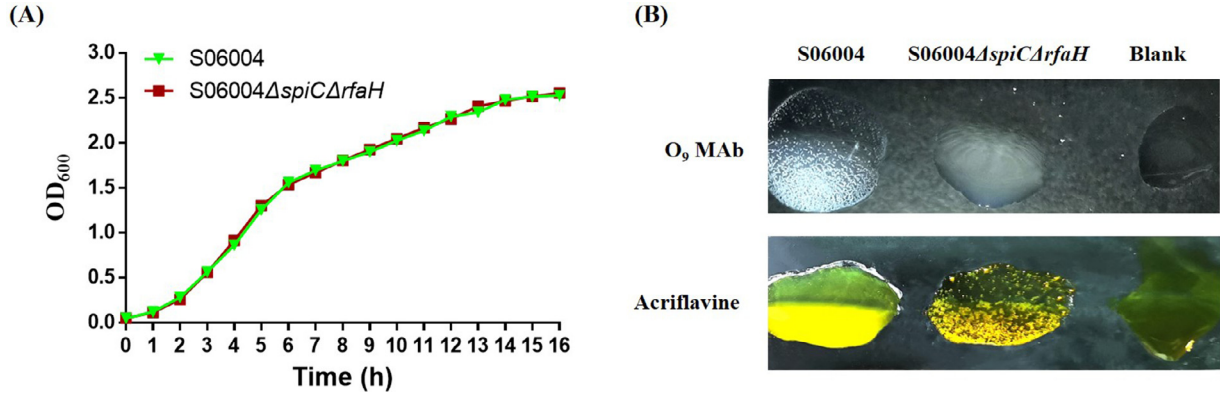 (A)
3.0
2.5
2.0
1.5
1.0
0.5
0.0
OD600
S06004
S06004ΔspiCΔrfaH
0 1 2 3 4 5 6 7 8 9 10 11 12 13 14 15 16
Time (h)
(B)
S06004 S06004ΔspiCΔrfaH Blank
O9 MAb
Acriflavine